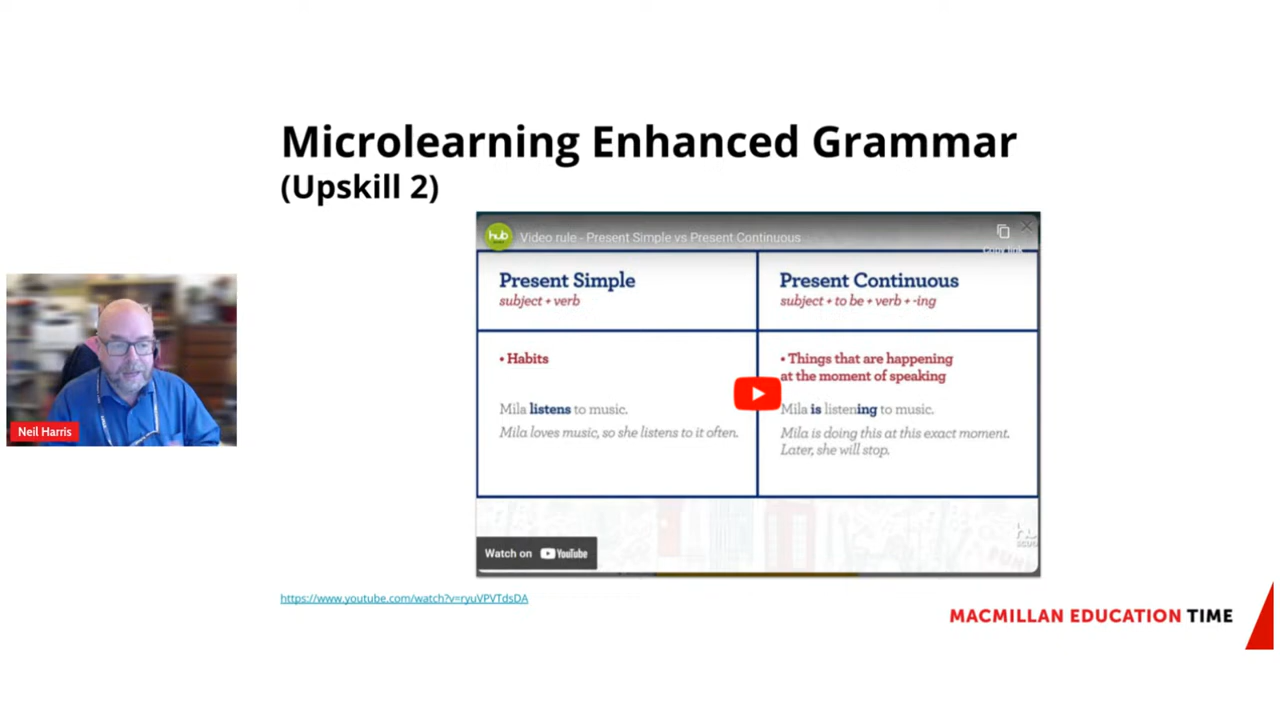 Microlearning Enhanced Grammar
(Upskill 2)
hub
Video rule - Present Simple vs Present Continuous
Copy link
Present Simple
subject + verb
Present Continuous
subject + to be + verb + -ing
• Habits
Mila listens to music.
Mila loves music, so she listens to it often.
• Things that are happening
at the moment of speaking
Mila is listening to music.
Mila is doing this at this exact moment.
Later, she will stop.
Watch on YouTube
Neil Harris
https://www.youtube.com/watch?v=ryuVPVTdsDA
MACMILLAN EDUCATION TIME